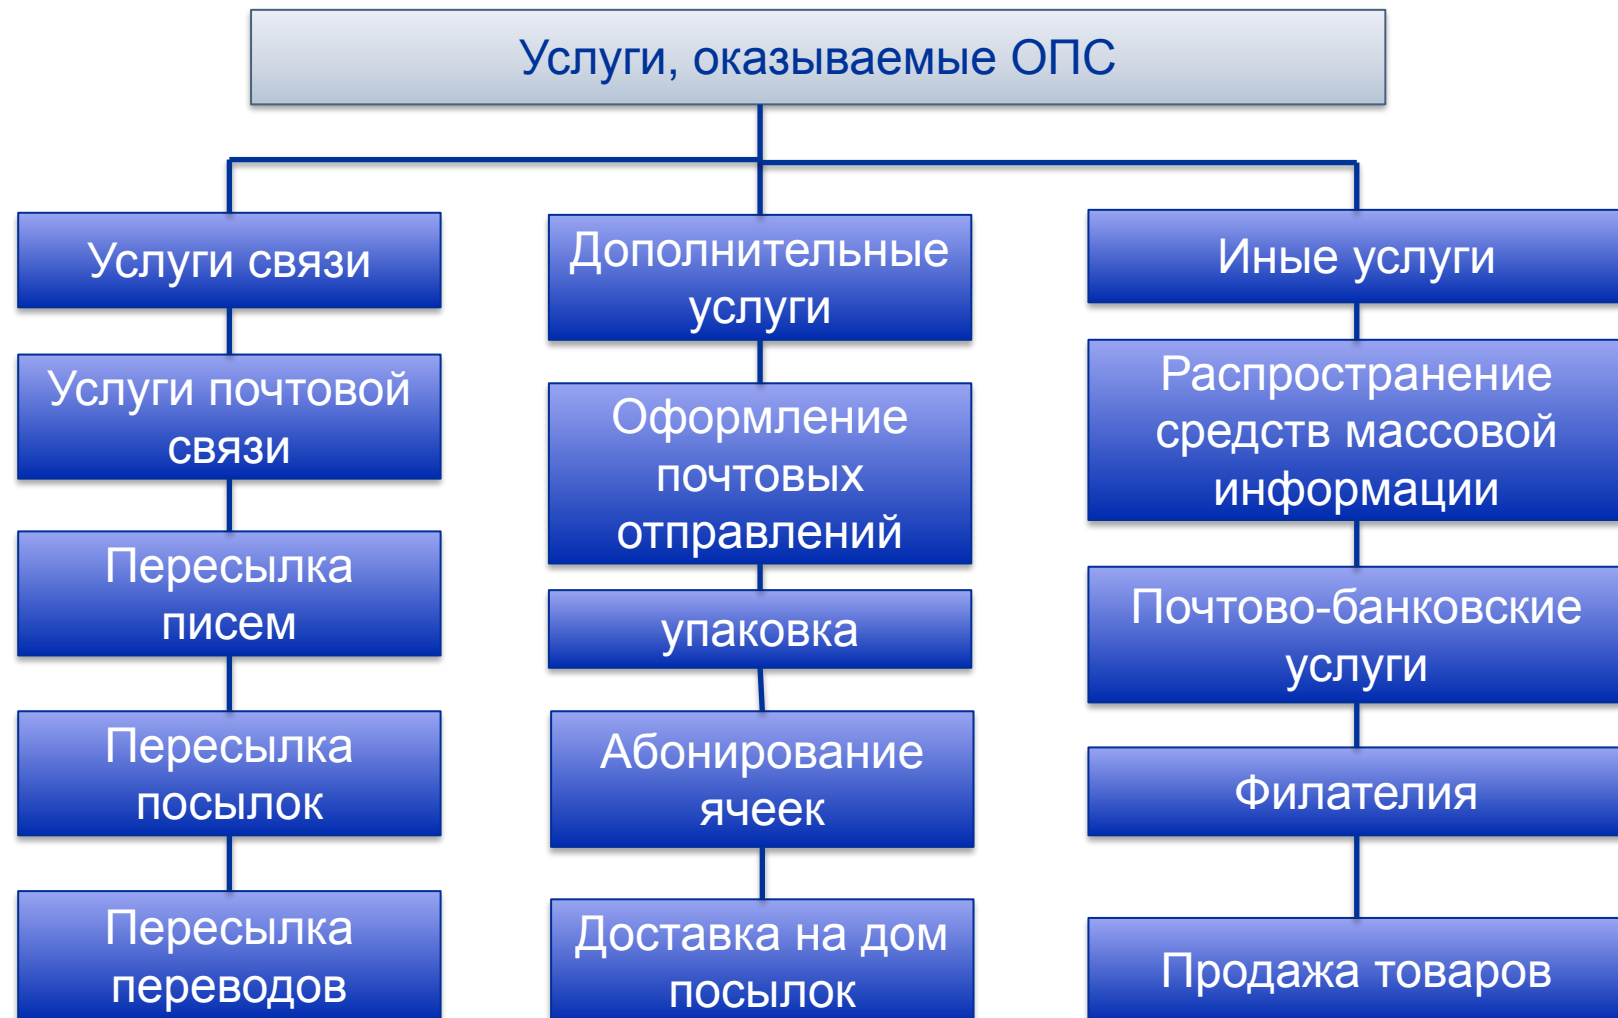 Услуги, оказываемые ОПС
Услуги связи
Услуги почтовой
связи
Пересылка
писем
Пересылка
посылок
Пересылка
переводов
Дополнительные
услуги
Оформление
почтовых
отправлений
упаковка
Абонирование
ячеек
Доставка на дом
посылок
Иные услуги
Распространение
средств массовой
информации
Почтово-банковские
услуги
Филателия
Продажа товаров